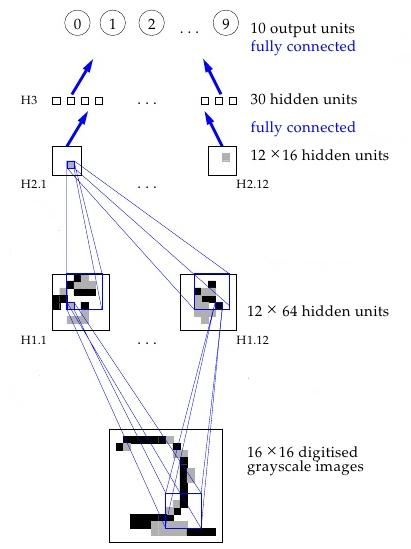 0 1 2 ... 9 10 output units
fully connected
H3 ... 30 hidden units
fully connected
12 × 16 hidden units
H2.1 ... H2.12
12 × 64 hidden units
H1.1 ... H1.12
16 × 16 digitised
grayscale images